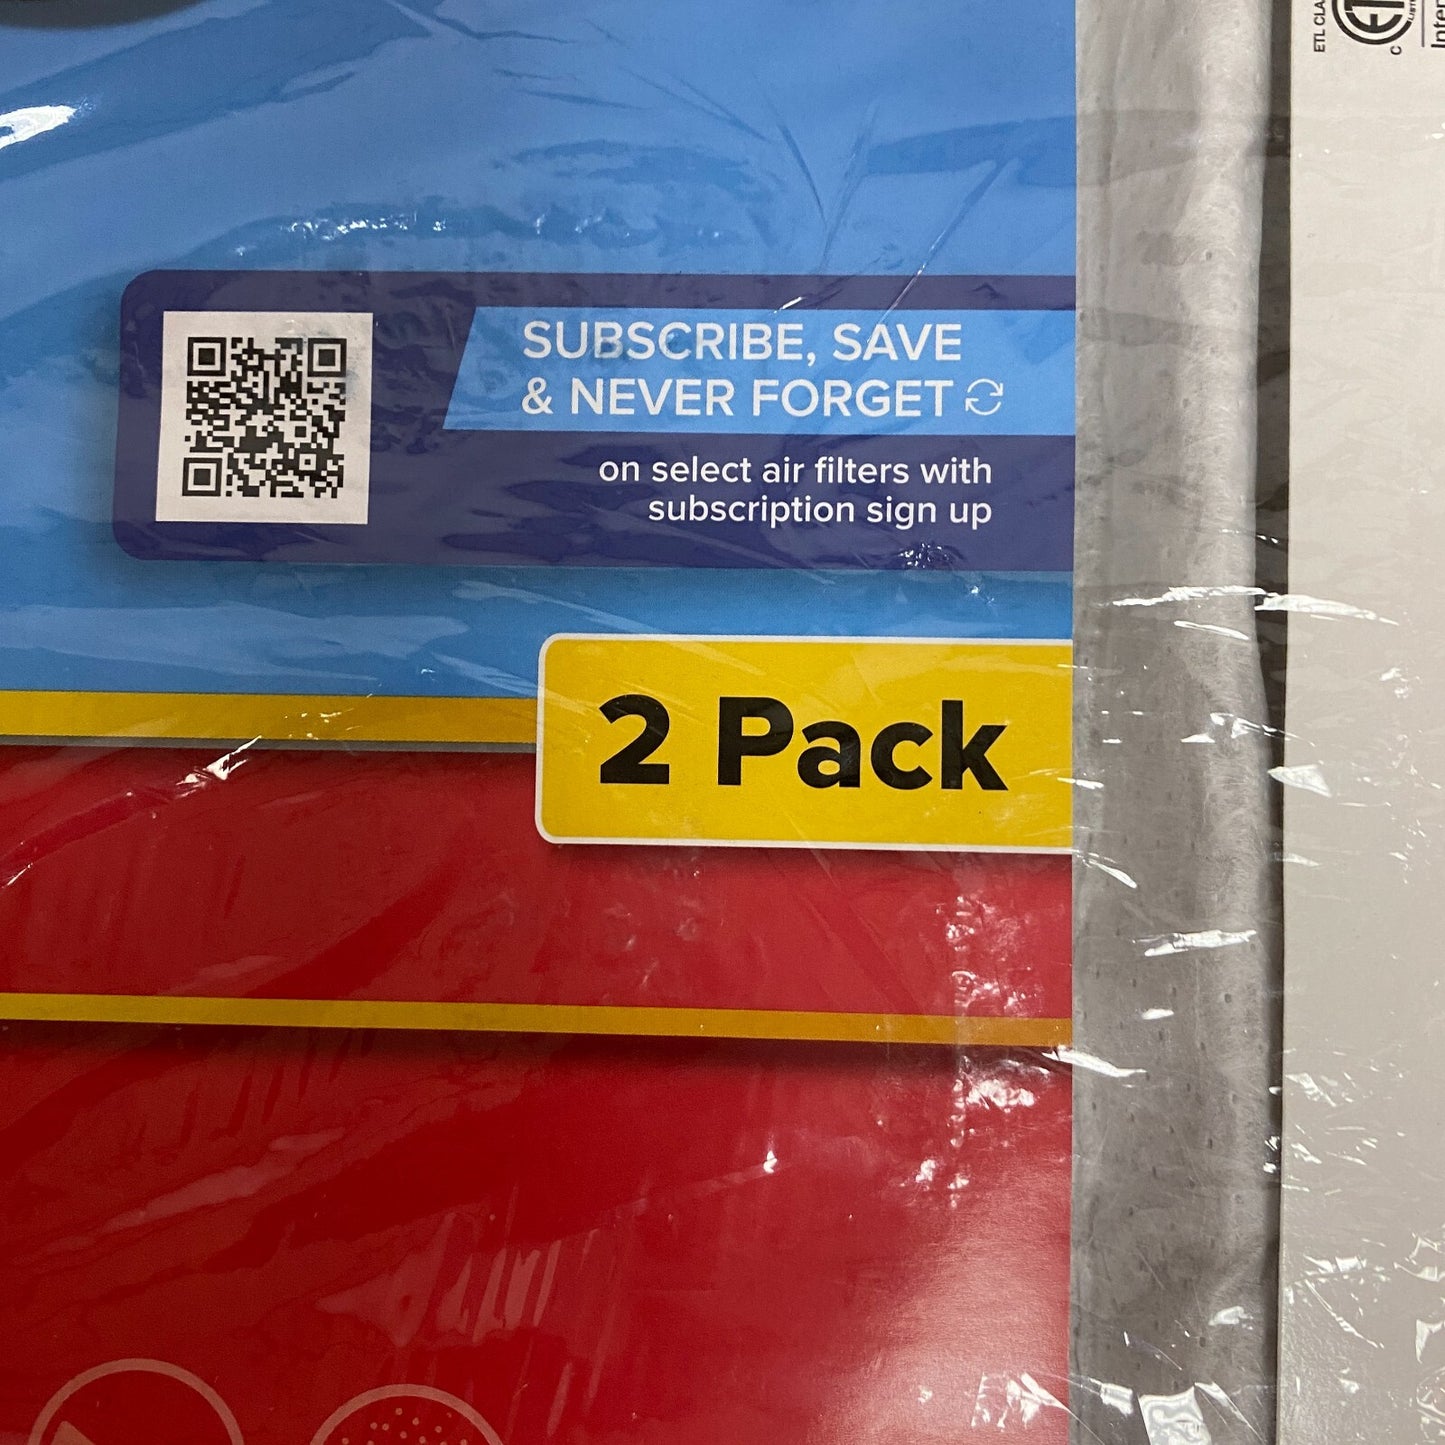 SUBSCRIBE, SAVE
& NEVER FORGET
on select air filters with
subscription sign up
2 Pack